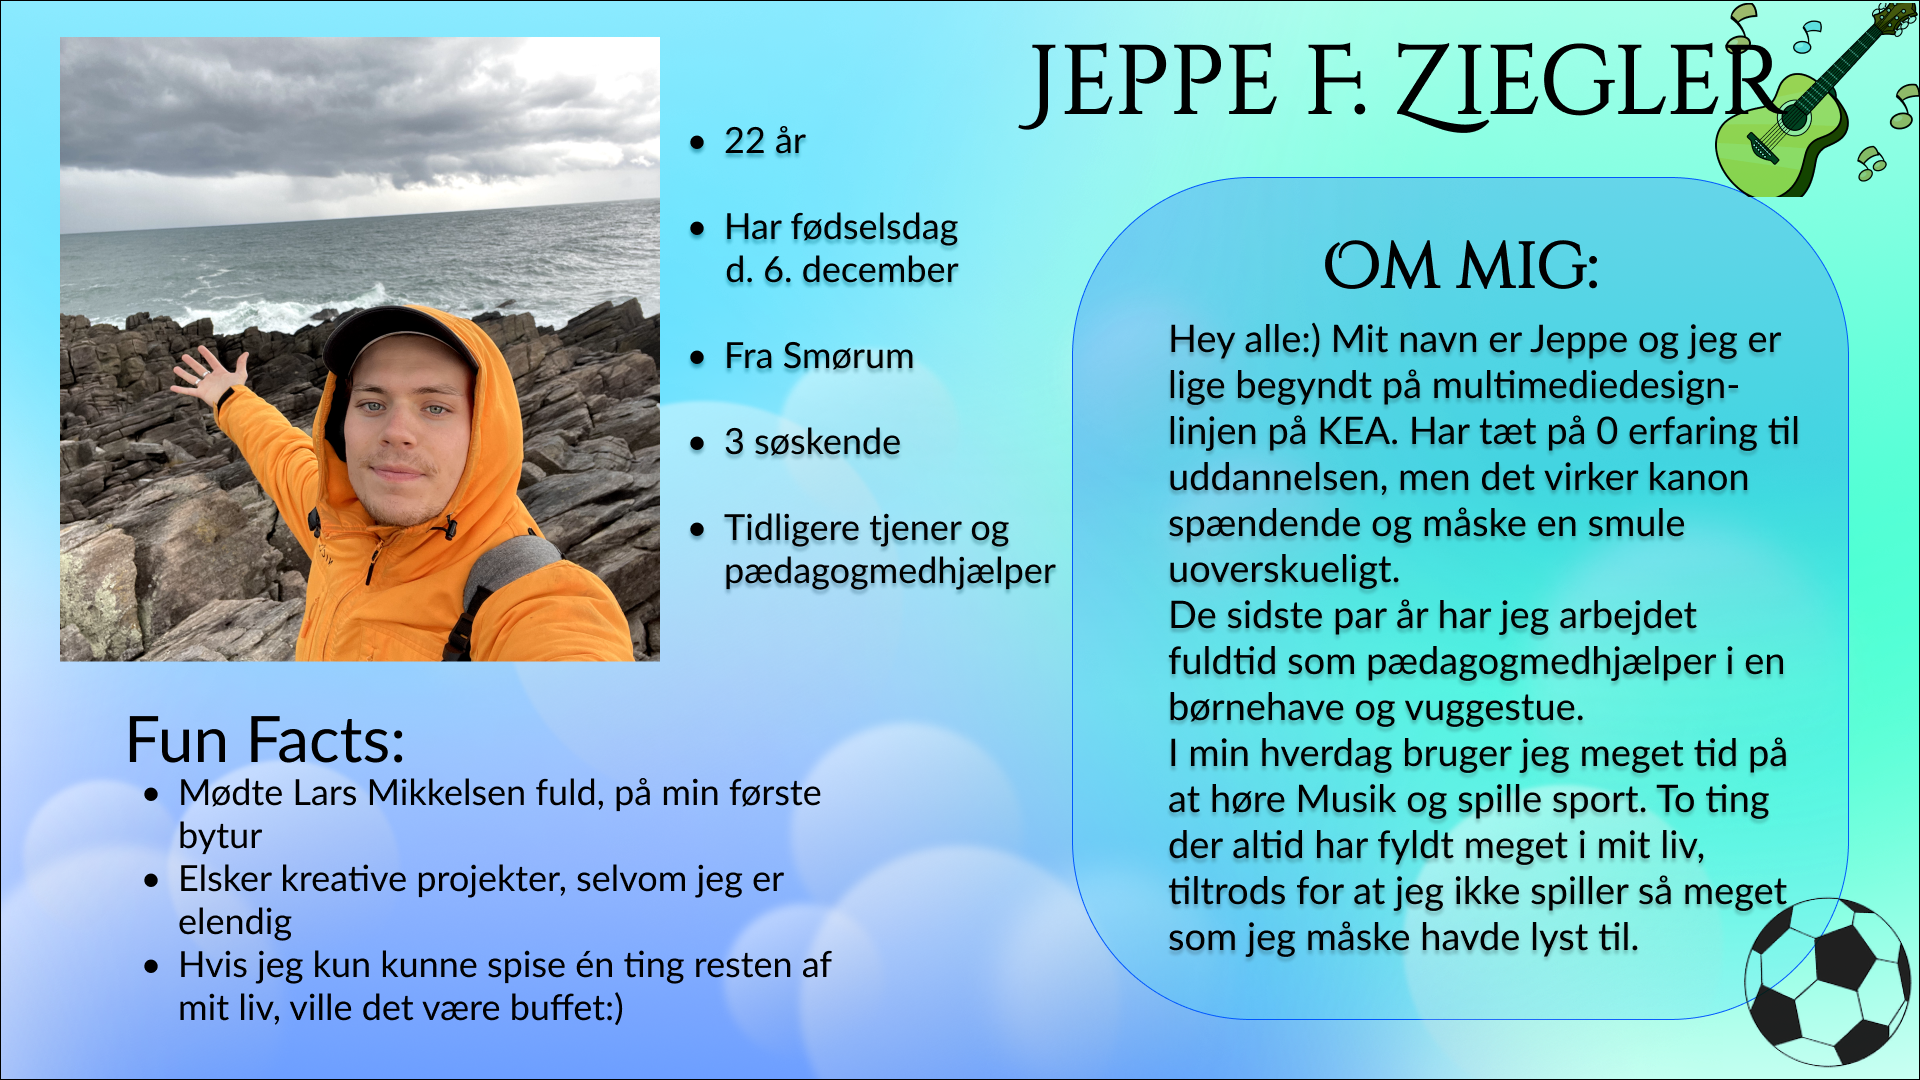 JEPPE F. ZIEGLER
• 22 år
• Har fødselsdag
d. 6. december
• Fra Smørum
• 3 søskende
• Tidligere tjener og
pædagogmedhjælper
OM MIG:
Hey alle:) Mit navn er Jeppe og jeg er
lige begyndt på multimediedesign-
linjen på KEA. Har tæt på 0 erfaring til
uddannelsen, men det virker kanon
spændende og måske en smule
uoverskueligt.
De sidste par år har jeg arbejdet
fuldtid som pædagogmedhjælper i en
børnehave og vuggestue.
I min hverdag bruger jeg meget tid på
at høre Musik og spille sport. To ting
der altid har fyldt meget i mit liv,
tiltrods for at jeg ikke spiller så meget
som jeg måske havde lyst til.
Fun Facts:
• Mødte Lars Mikkelsen fuld, på min første
bytur
• Elsker kreative projekter, selvom jeg er
elendig
• Hvis jeg kun kunne spise én ting resten af
mit liv, ville det være buffet:)